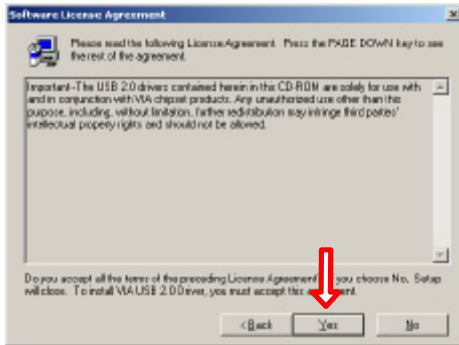 Software License Agreement
Please read the following License Agreement. Press the PAGE DOWN key to see
the rest of the agreement.
Important-The USB 2.0 drivers contained herein in this CD-ROM are solely for use with
and in conjunction with VIA chipset products. Any unauthorized use other than this
purpose, including, without limitation, further redistribution may infringe third parties'
intellectual property rights and should not be allowed.
Do you accept all the terms of the preceding License Agreement? you choose No, Setup
will close. To install VIA USB 2.0 Driver, you must accept this
< Back
Yes
No